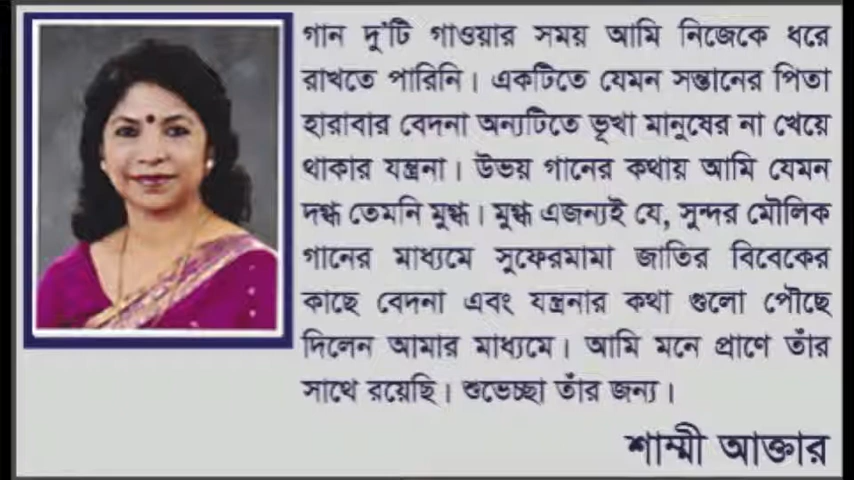 গান দু'টি গাওয়ার সময় আমি নিজেকে ধরে
রাখতে পারিনি। একটিতে যেমন সন্তানের পিতা
হারাবার বেদনা অন্যটিতে ভূখা মানুষের না খেয়ে
থাকার যন্ত্রনা। উভয় গানের কথায় আমি যেমন
দগ্ধ তেমনি মুগ্ধ। মুগ্ধ এজন্যই যে, সুন্দর মৌলিক
গানের মাধ্যমে সুফেরমামা জাতির বিবেকের
কাছে বেদনা এবং যন্ত্রনার কথা গুলো পৌছে
দিলেন আমার মাধ্যমে। আমি মনে প্রাণে তাঁর
সাথে রয়েছি। শুভেচ্ছা তাঁর জন্য।
শাম্মী আক্তার